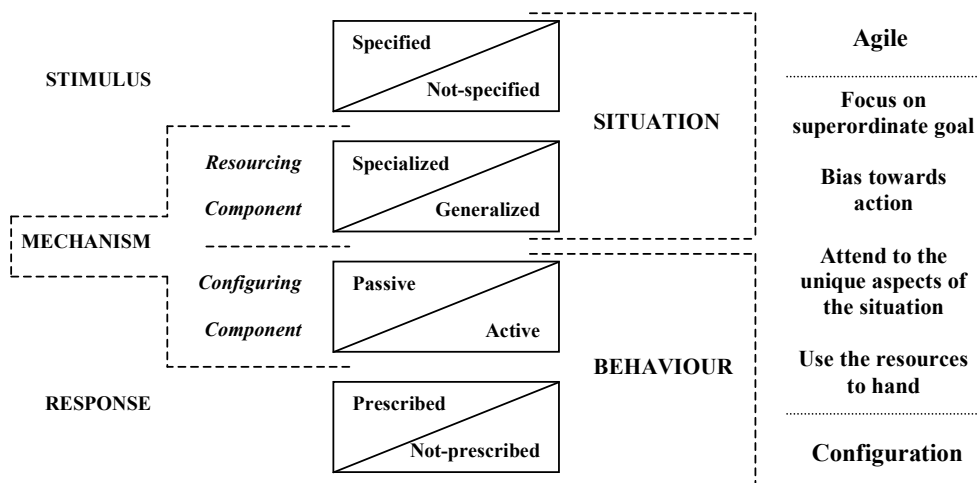 STIMULUS
Specified
Not-specified
MECHANISM
Resourcing
Component
Specialized
Generalized
Configuring
Component
Passive
Active
RESPONSE
Prescribed
Not-prescribed
SITUATION
BEHAVIOUR
Agile
Focus on
superordinate goal
Bias towards
action
Attend to the
unique aspects of
the situation
Use the resources
to hand
Configuration